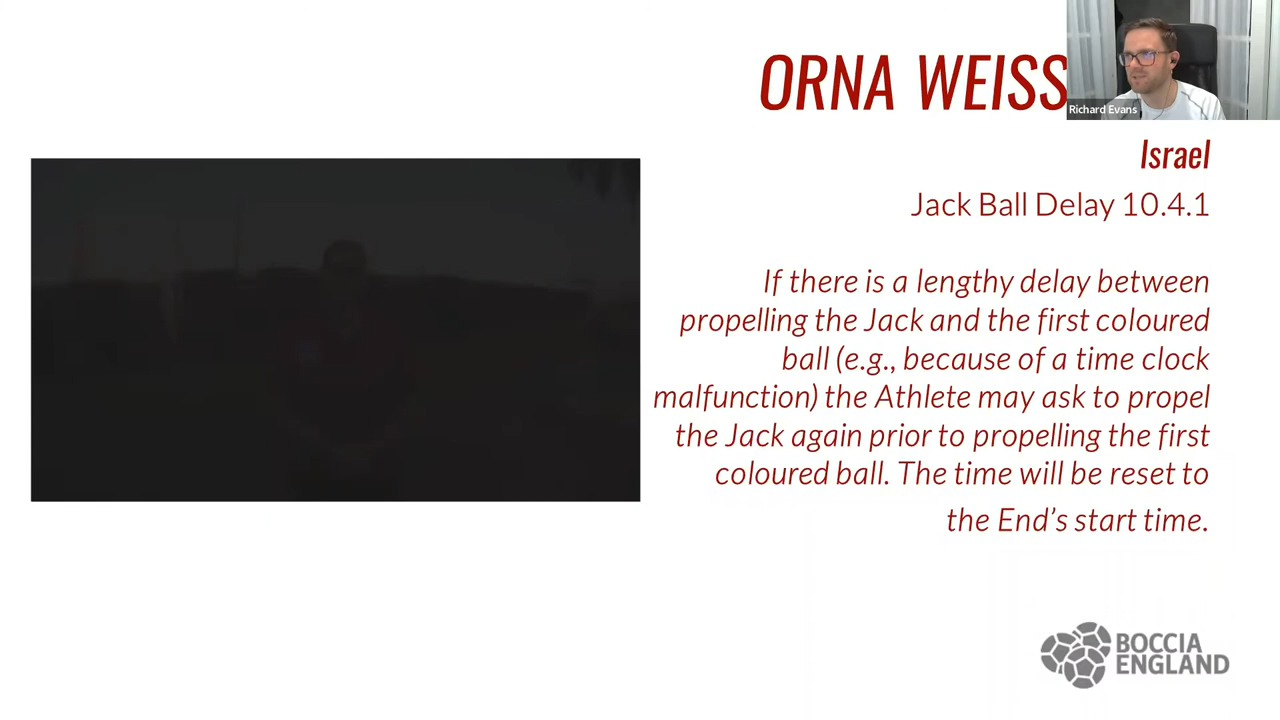 ORNA WEISS
Richard Evans
Israel
Jack Ball Delay 10.4.1
If there is a lengthy delay between
propelling the Jack and the first coloured
ball (e.g., because of a time clock
malfunction) the Athlete may ask to propel
the Jack again prior to propelling the first
coloured ball. The time will be reset to
the End's start time.
BOCCIA
ENGLAND